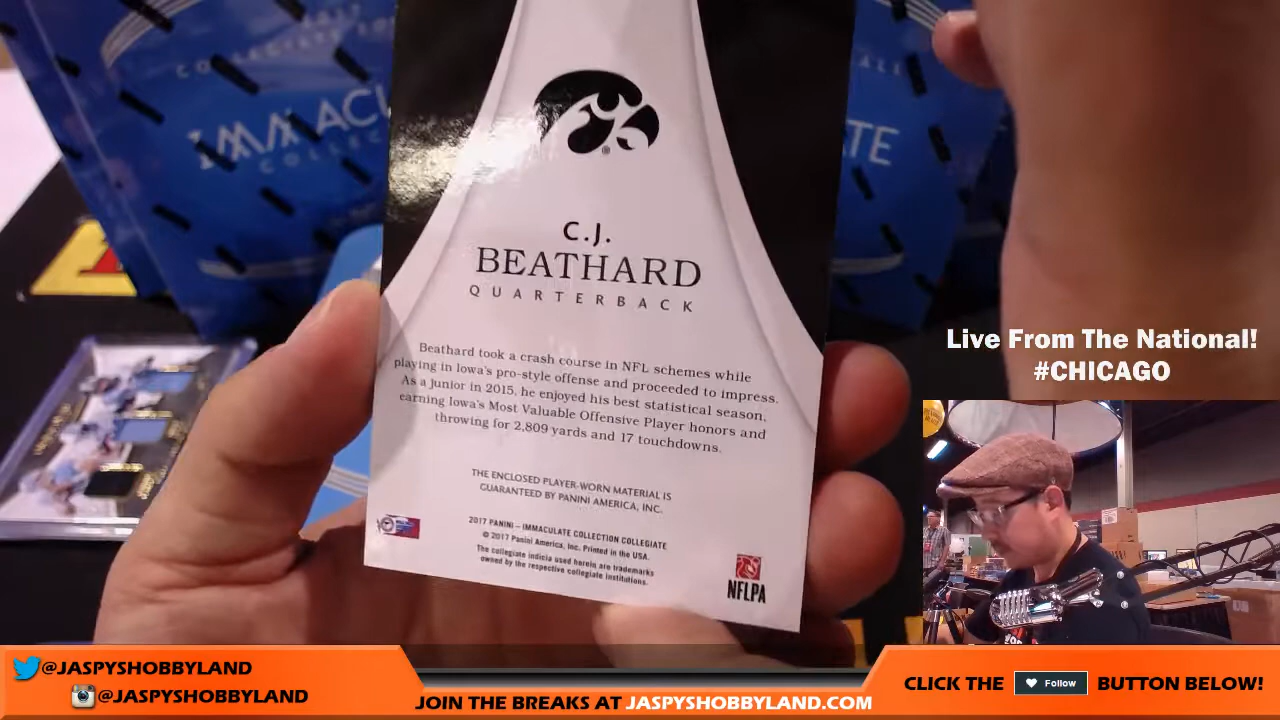 IMMACU
COLLEC
C.J.
BEATHARD
QUARTERBACK
Beathard took a crash course in NFL schemes while
playing in Iowa's pro-style offense and proceeded to impress.
As a junior in 2015, he enjoyed his best statistical season,
earning Iowa's Most Valuable Offensive Player honors and
throwing for 2,809 yards and 17 touchdowns.
THE ENCLOSED PLAYER-WORN MATERIAL IS
GUARANTEED BY PANINI AMERICA, INC.
2017 PANINI – IMMACULATE COLLECTION COLLEGIATE
© 2017 Panini America, Inc. Printed in the USA.
The collegiate indicia used herein are trademarks
owned by the respective collegiate institutions.
NFLPA
Live From The National!
#CHICAGO
@JASPYSHOBBYLAND
@JASPYSHOBBYLAND
JOIN THE BREAKS AT JASPYSHOBBYLAND.COM
CLICK THE Follow BUTTON BELOW!